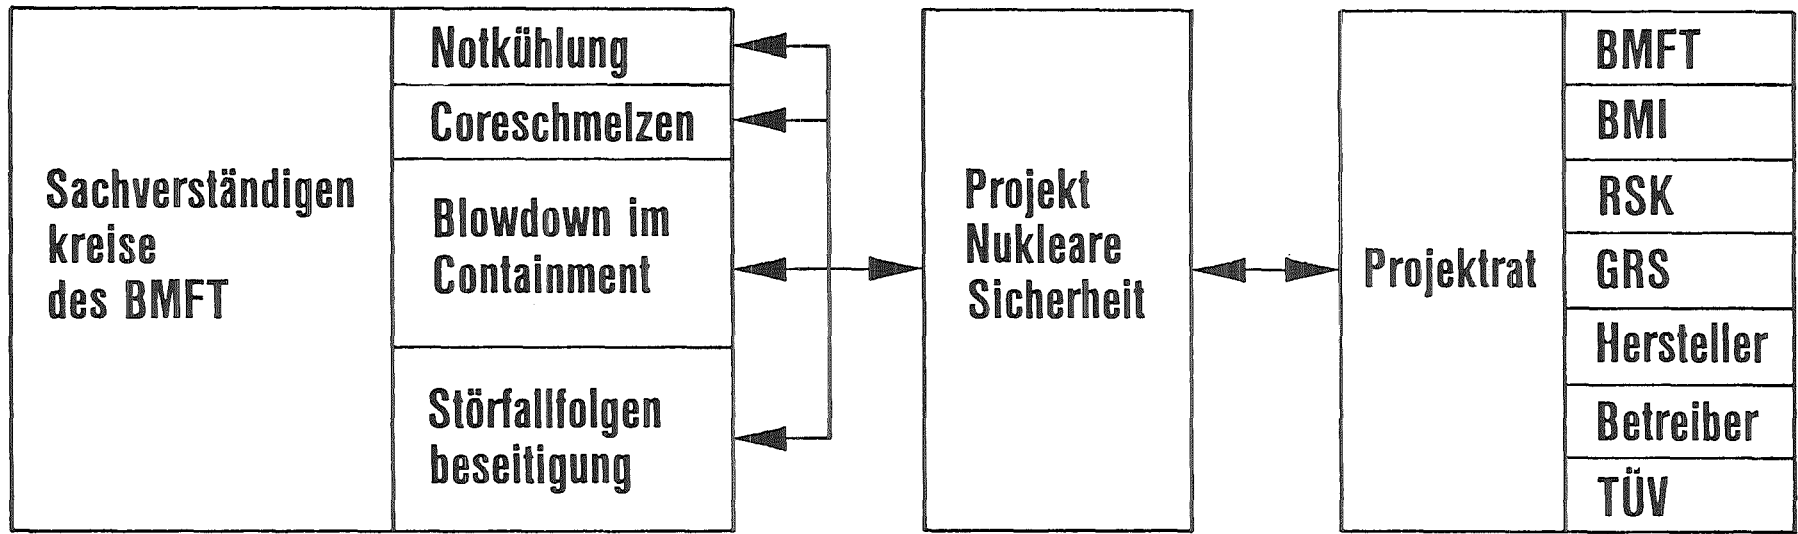 Sachverständigen
kreise
des BMFT
Notkühlung
Coreschmelzen
Blowdown im
Containment
Störfallfolgen
beseitigung
Projekt
Nukleare
Sicherheit
Projektrat
BMFT
BMI
RSK
GRS
Hersteller
Betreiber
TÜV